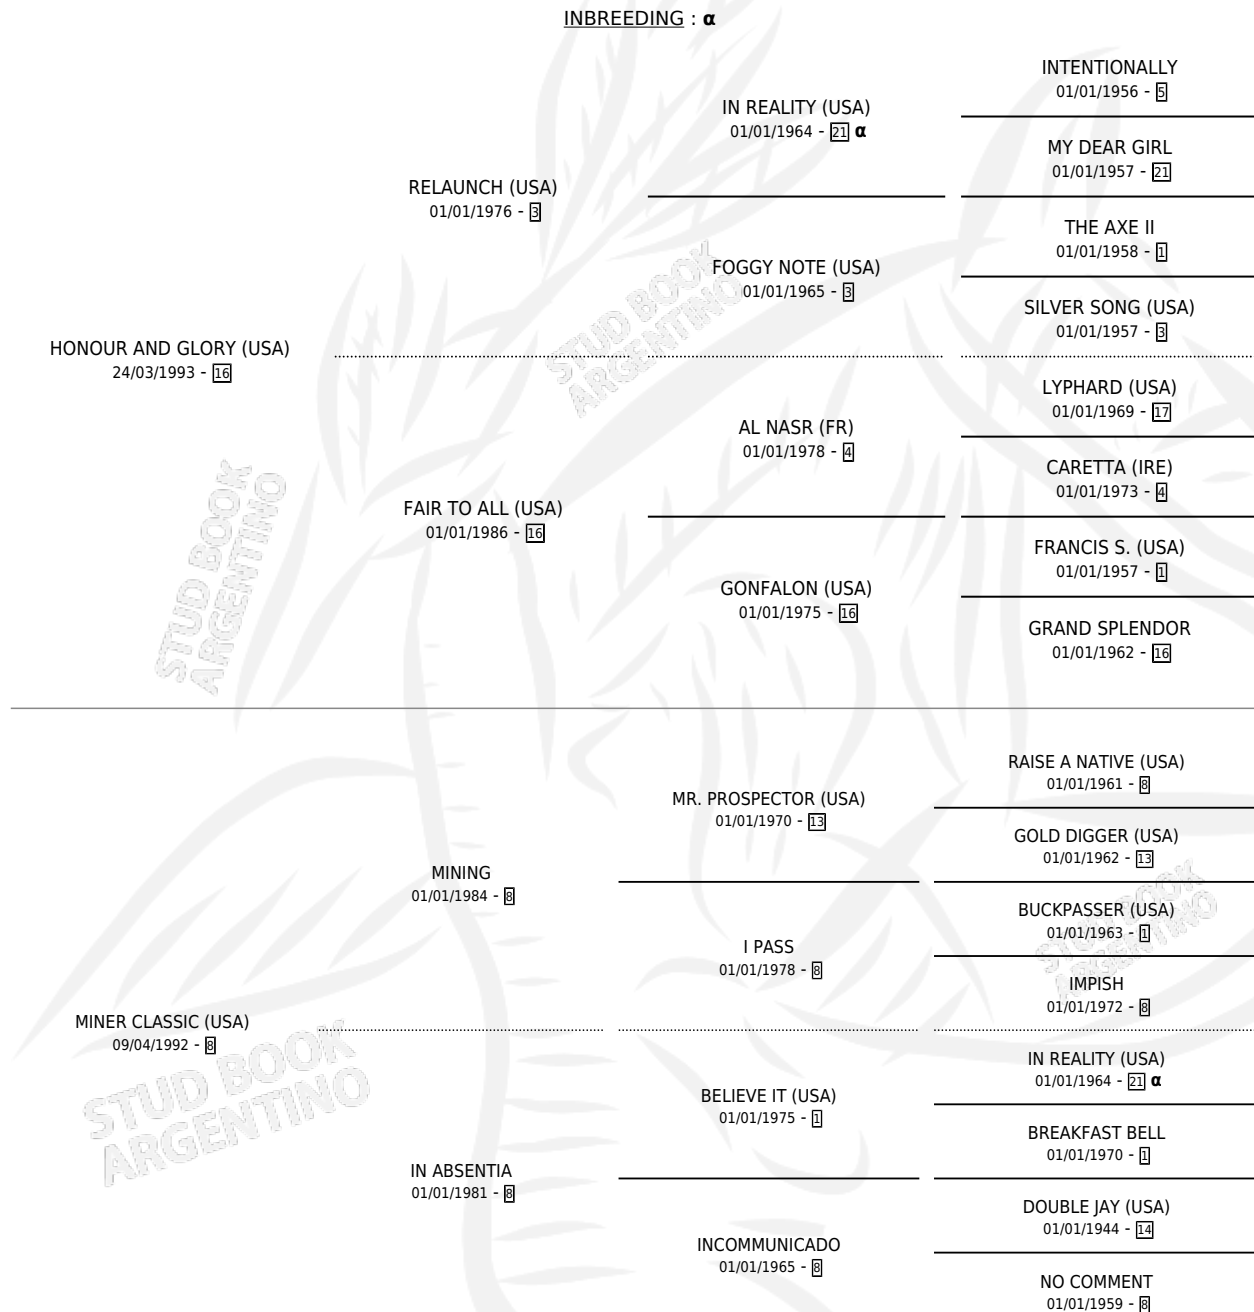 INBREEDING : α
INTENTIONALLY
01/01/1956 - 5
IN REALITY (USA)
01/01/1964 - 21 α
MY DEAR GIRL
01/01/1957 - 21
RELAUNCH (USA)
01/01/1976 - 3
THE AXE II
01/01/1958 - 1
FOGGY NOTE (USA)
01/01/1965 - 3
SILVER SONG (USA)
01/01/1957 - 3
HONOUR AND GLORY (USA)
24/03/1993 - 16
LYPHARD (USA)
01/01/1969 - 17
AL NASR (FR)
01/01/1978 - 4
CARETTA (IRE)
01/01/1973 - 4
FAIR TO ALL (USA)
01/01/1986 - 16
FRANCIS S. (USA)
01/01/1957 - 1
GONFALON (USA)
01/01/1975 - 16
GRAND SPLENDOR
01/01/1962 - 16
RAISE A NATIVE (USA)
01/01/1961 - 8
MR. PROSPECTOR (USA)
01/01/1970 - 13
GOLD DIGGER (USA)
01/01/1962 - 13
MINING
01/01/1984 - 8
BUCKPASSER (USA)
01/01/1963 - 1
I PASS
01/01/1978 - 8
IMPISH
01/01/1972 - 8
MINER CLASSIC (USA)
09/04/1992 - 8
IN REALITY (USA)
01/01/1964 - 21 α
BELIEVE IT (USA)
01/01/1975 - 1
BREAKFAST BELL
01/01/1970 - 1
IN ABSENTIA
01/01/1981 - 8
DOUBLE JAY (USA)
01/01/1944 - 14
INCOMMUNICADO
01/01/1965 - 8
NO COMMENT
01/01/1959 - 8
STUD BOOK
ARGENTINO
STUD BOOK
ARGENTINO
STUD BOOK
ARGENTINO
STUD BOOK
ARGENTINO